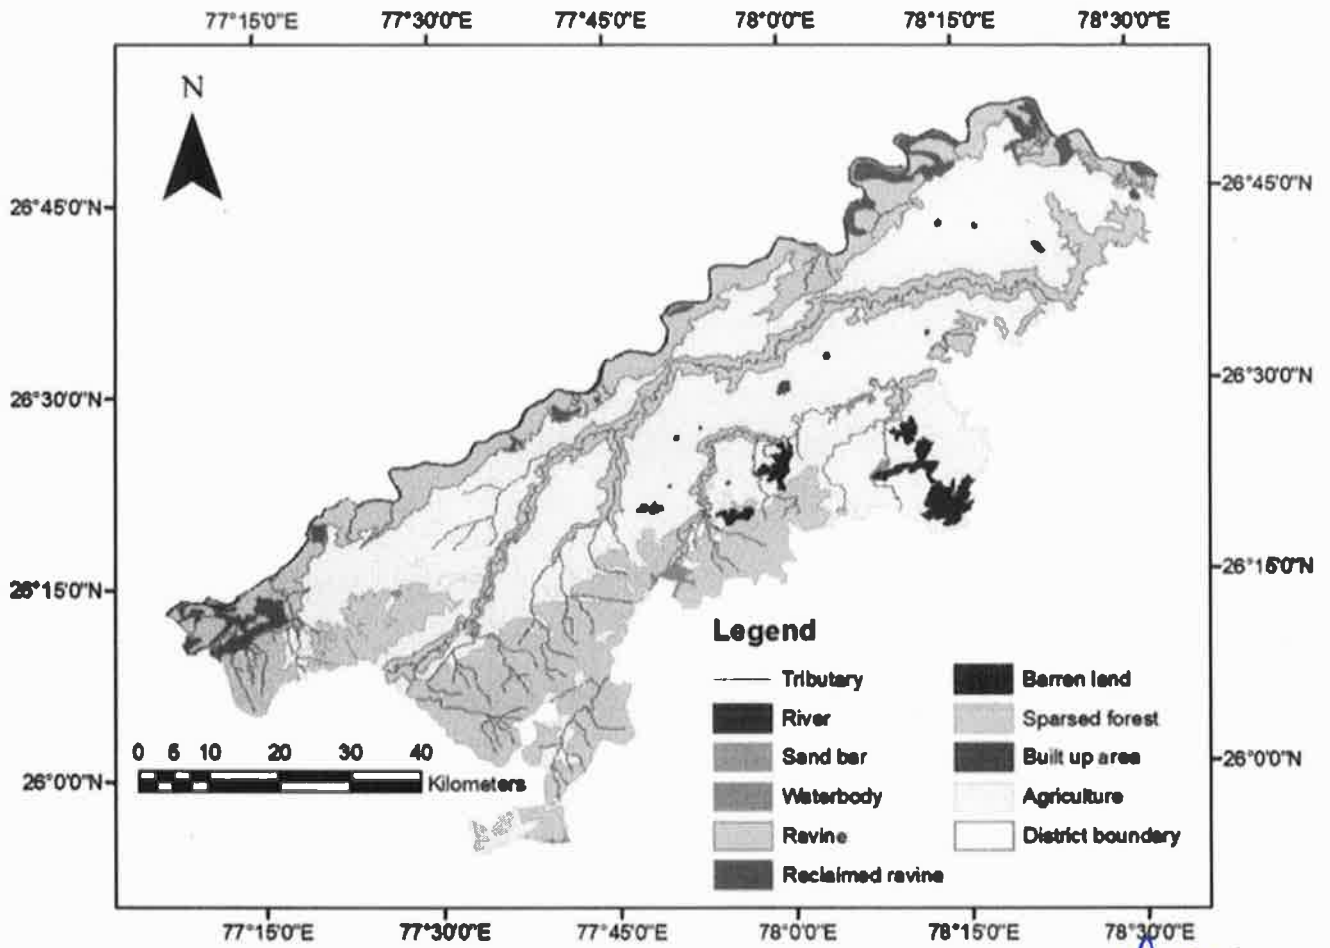 77°15'0"E 77°30'0"E 77°45'0"E 78°0'0"E 78°15'0"E 78°30'0"E
N
26°45'0"N 26°45'0"N
26°30'0"N 26°30'0"N
26°15'0"N 26°15'0"N
Legend
Tributary Barren land
River Sparsed forest
Sand bar Built up area
Waterbody Agriculture
Ravine District boundary
Reclaimed ravine
0 5 10 20 30 40
Kilometers
26°0'0"N 26°0'0"N
77°15'0"E 77°30'0"E 77°45'0"E 78°0'0"E 78°15'0"E 78°30'0"E